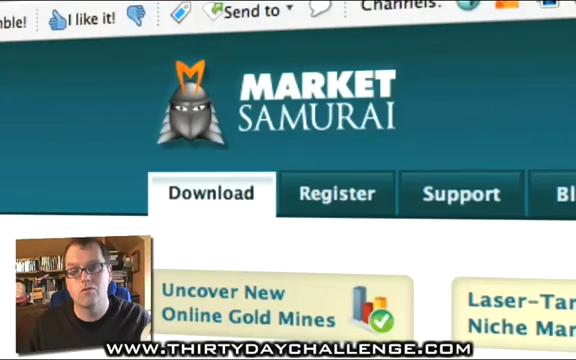 ble!
I like it!
Send to
Channels:
MARKET
SAMURAI
Download
Register
Support
Bl
Uncover New
Online Gold Mines
Laser-Tar
Niche Mar
WWW.THIRTYDAYCHALLENGE.COM